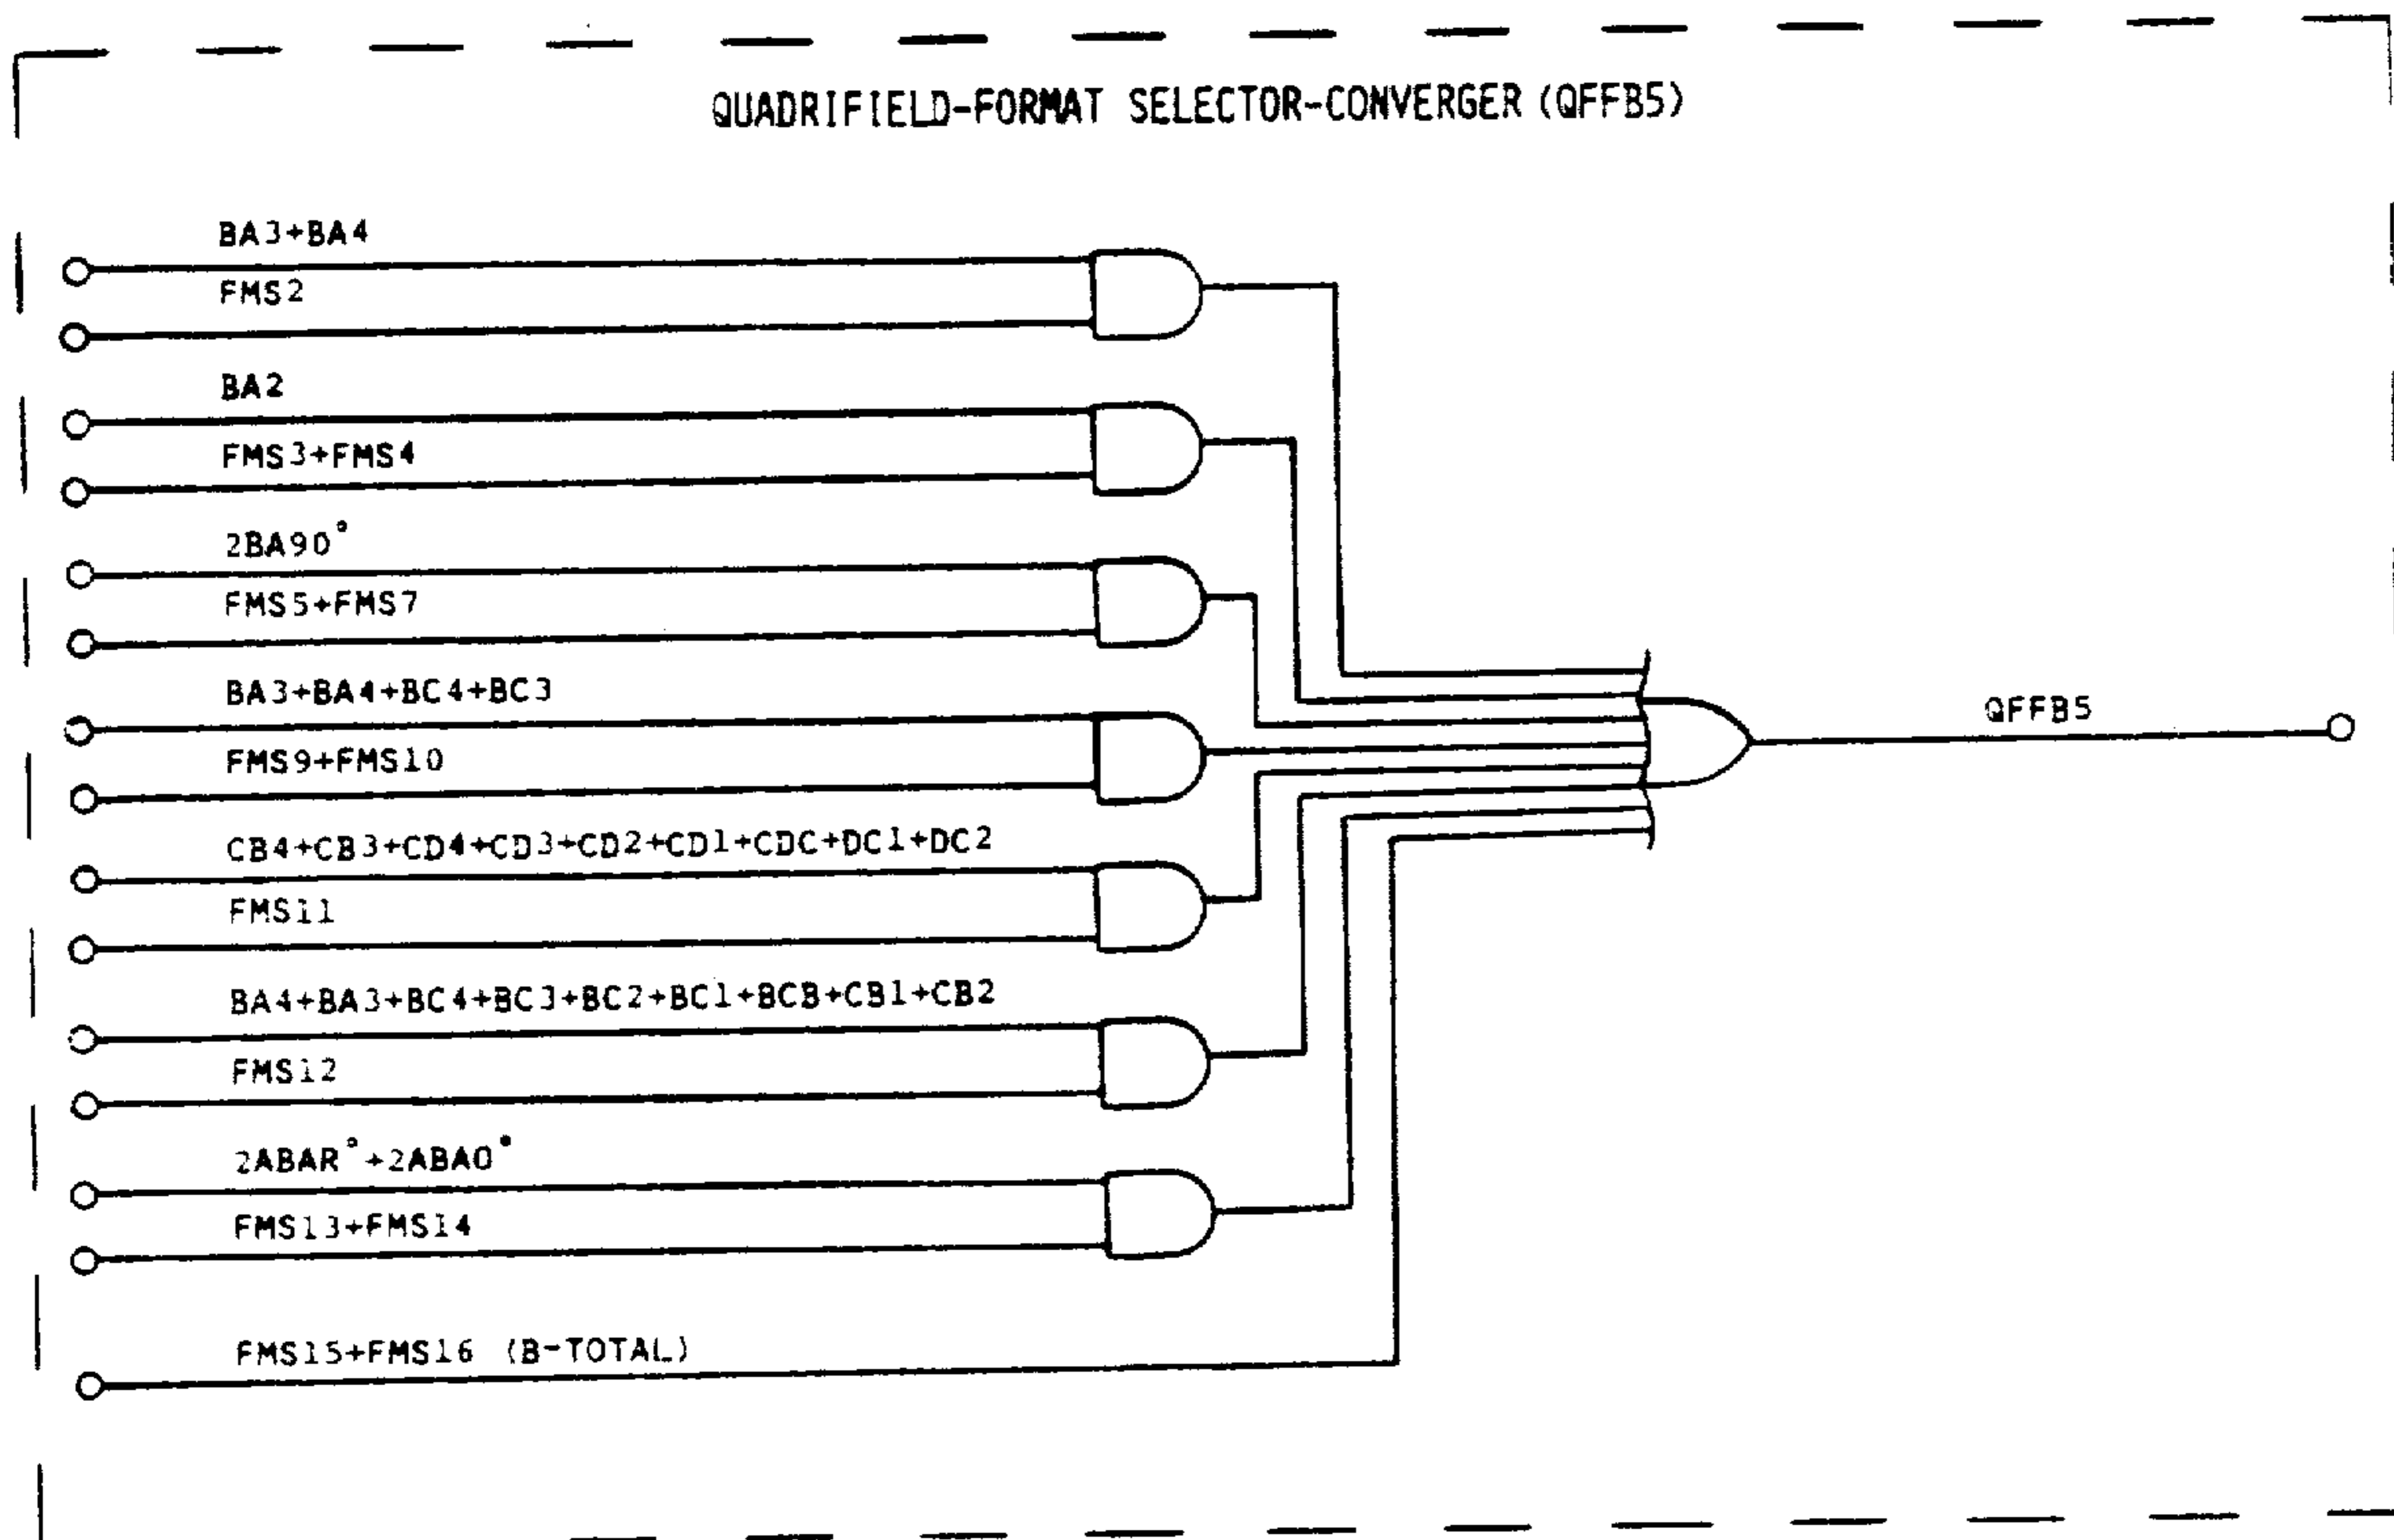 QUADRIFIELD-FORMAT SELECTOR-CONVERGER (QFFB5)
BA3+BA4
FMS2
BA2
FMS3+FMS4
2BA90°
FMS5+FMS7
BA3+BA4+BC4+BC3
FMS9+FMS10
QFFB5
CB4+CB3+CD4+CD3+CD2+CD1+CDC+DC1+DC2
FMS11
BA4+BA3+BC4+BC3+BC2+BC1+BCB+CB1+CB2
FMS12
2ABAR°+2ABA0°
FMS13+FMS14
FMS15+FMS16 (B-TOTAL)